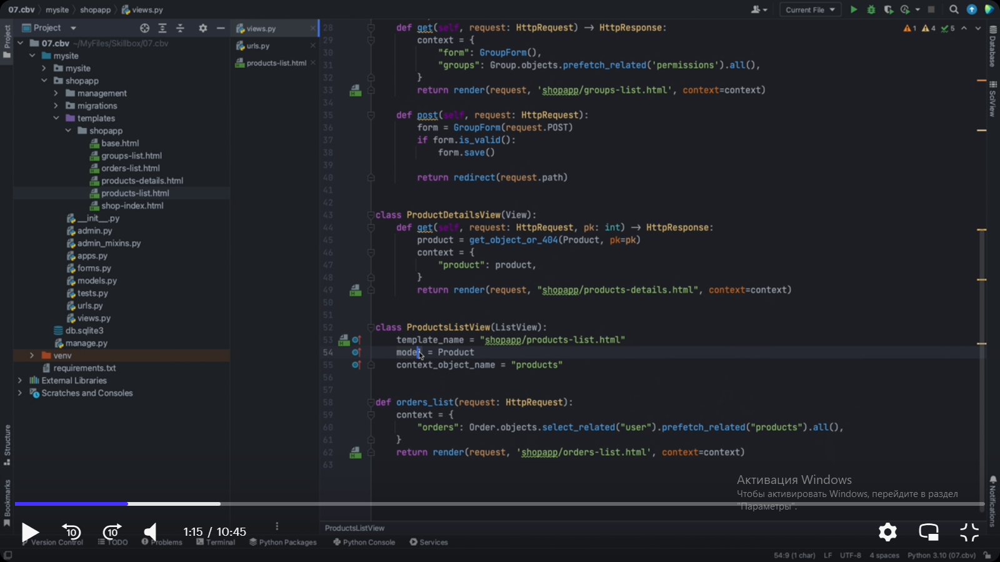 07.cbv mysite shopapp views.py
Current File
Project
views.py
urls.py
products-list.html
1 4 5
Project
Structure
Bookmarks
Database
SciView
Notifications
07.cbv ~/MyFiles/Skillbox/07.cbv
mysite
mysite
shopapp
management
migrations
templates
shopapp
base.html
groups-list.html
orders-list.html
products-details.html
products-list.html
shop-index.html
__init__.py
admin.py
admin_mixins.py
apps.py
forms.py
models.py
tests.py
urls.py
views.py
db.sqlite3
manage.py
venv
requirements.txt
External Libraries
Scratches and Consoles
28 def get(self, request: HttpRequest) → HttpResponse:
29 context = {
30 "form": GroupForm(),
31 "groups": Group.objects.prefetch_related('permissions').all(),
32 }
33 return render(request, 'shopapp/groups-list.html', context=context)
34
35 def post(self, request: HttpRequest):
36 form = GroupForm(request.POST)
37 if form.is_valid():
38 form.save()
39
40 return redirect(request.path)
41
42
43 class ProductDetailsView(View):
44 def get(self, request: HttpRequest, pk: int) → HttpResponse:
45 product = get_object_or_404(Product, pk=pk)
46 context = {
47 "product": product,
48 }
49 return render(request, "shopapp/products-details.html", context=context)
50
51
52 class ProductsListView(ListView):
53 template_name = "shopapp/products-list.html"
54 model = Product
55 context_object_name = "products"
56
57
58 def orders_list(request: HttpRequest):
59 context = {
60 "orders": Order.objects.select_related("user").prefetch_related("products").all(),
61 }
62 return render(request, 'shopapp/orders-list.html', context=context)
63
Активация Windows
Чтобы активировать Windows, перейдите в раздел
"Параметры".
ProductsListView
10 10 1:15 / 10:45
Version Control TODO Problems Terminal Python Packages Python Console Services
54:9 (1 char) LF UTF-8 4 spaces Python 3.10 (07.cbv)